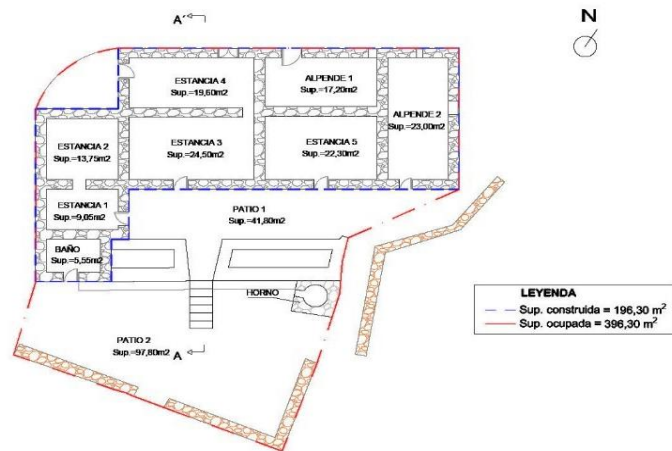 A´
N
ESTANCIA 4
Sup.=19,60m2
ALPENDE 1
Sup.=17,20m2
ALPENDE 2
Sup.=23,00m2
ESTANCIA 2
Sup.=13,75m2
ESTANCIA 3
Sup.=24,50m2
ESTANCIA 5
Sup.=22,30m2
ESTANCIA 1
Sup.=9,05m2
PATIO 1
Sup.=41,80m2
BAÑO
Sup.=5,55m2
HORNO
LEYENDA
Sup. construida = 196,30 m2
Sup. ocupada = 396,30 m2
PATIO 2
Sup.=97,80m2
A